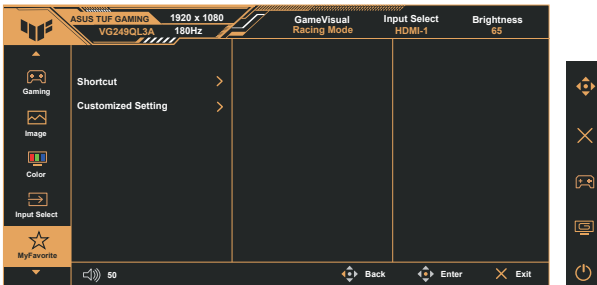 ASUS TUF GAMING 1920 x 1080 GameVisual Input Select Brightness
VG249QL3A 180Hz Racing Mode HDMI-1 65
Gaming
Image
Color
Input Select
MyFavorite
Shortcut
Customized Setting
50 Back Enter Exit